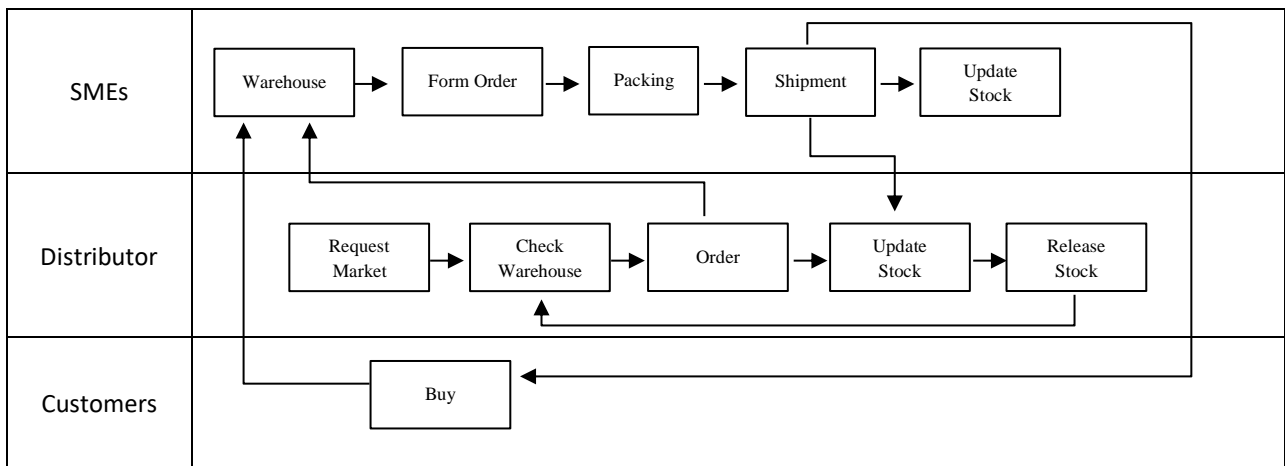 SMEs
Warehouse
Form Order
Packing
Shipment
Update
Stock
Distributor
Request
Market
Check
Warehouse
Order
Update
Stock
Release
Stock
Customers
Buy